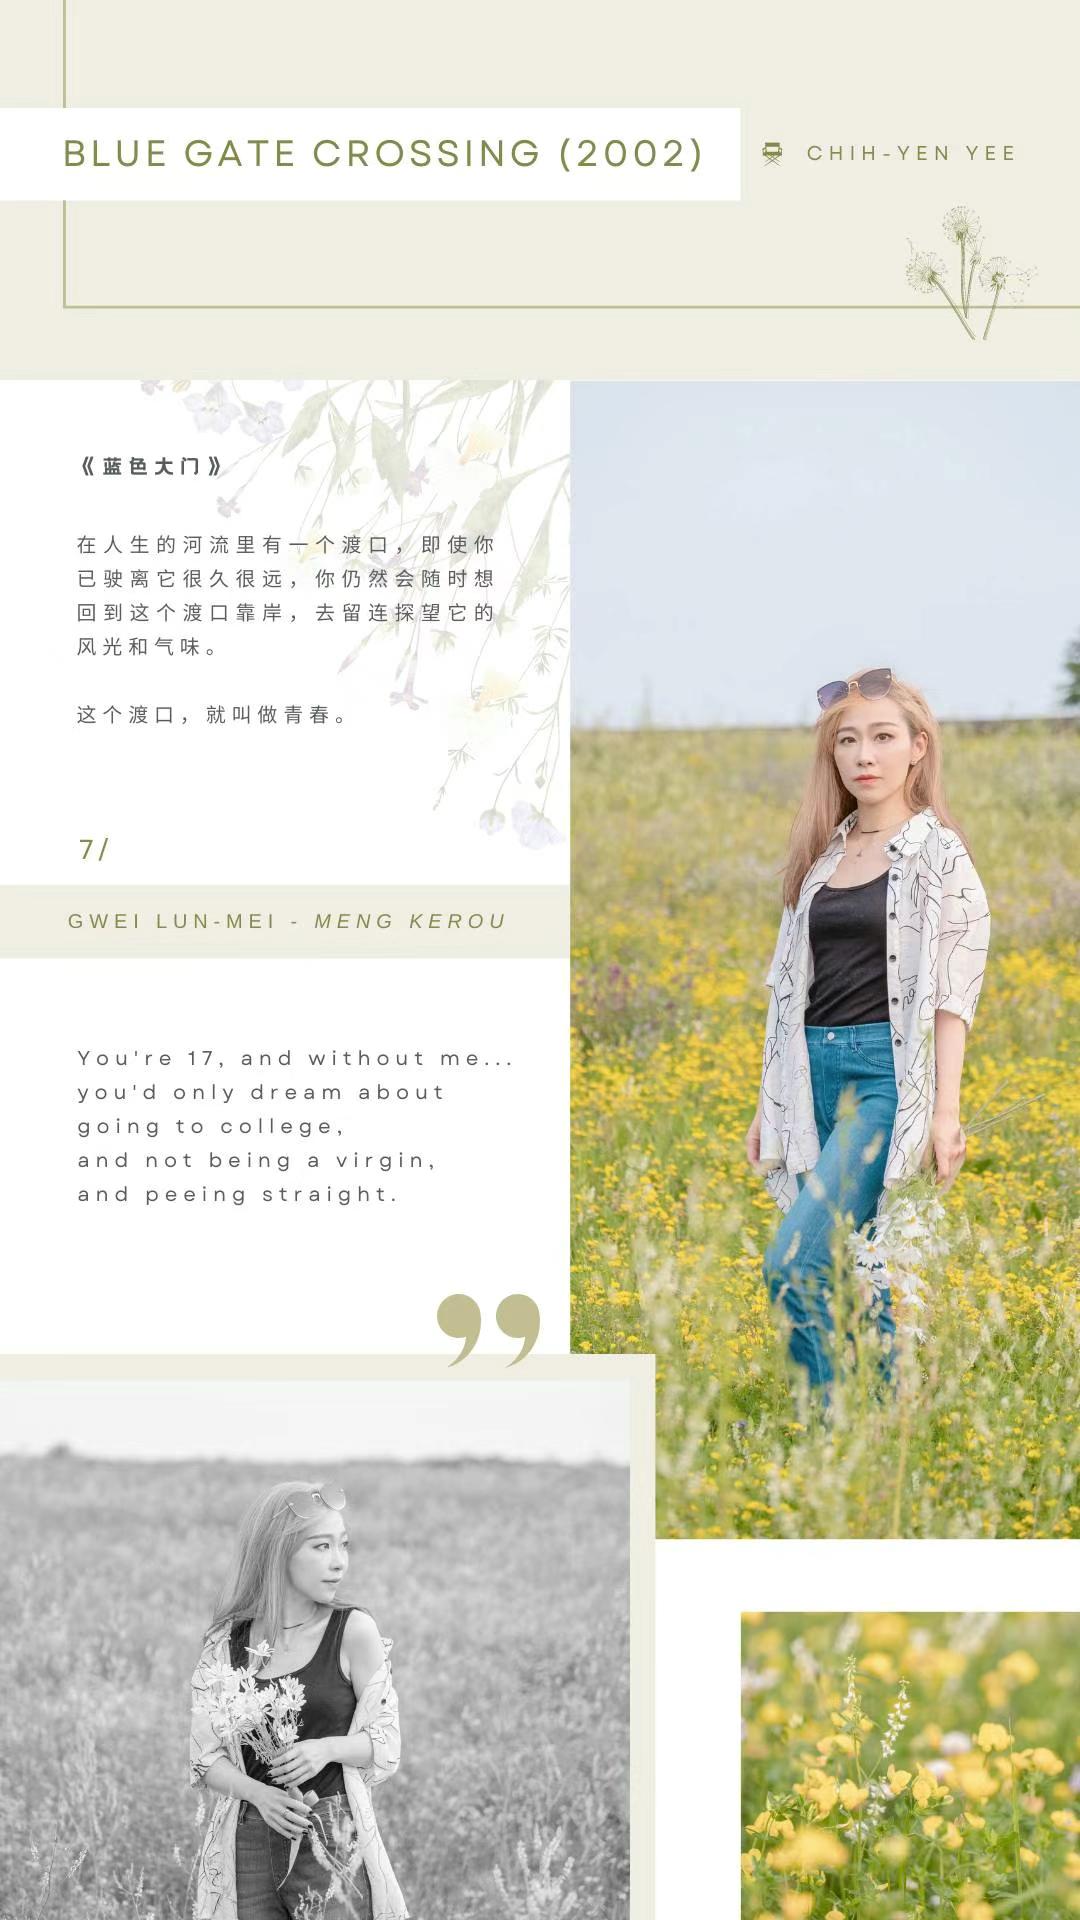 BLUE GATE CROSSING (2002)
CHIH-YEN YEE
《蓝色大门》
在人生的河流里有一个渡口，即使你
已驶离它很久很远，你仍然会随时想
回到这个渡口靠岸，去留连探望它的
风光和气味。
这个渡口，就叫做青春。
7/
GWEI LUN-MEI - MENG KEROU
You're 17, and without me...
you'd only dream about
going to college,
and not being a virgin,
and peeing straight.
”